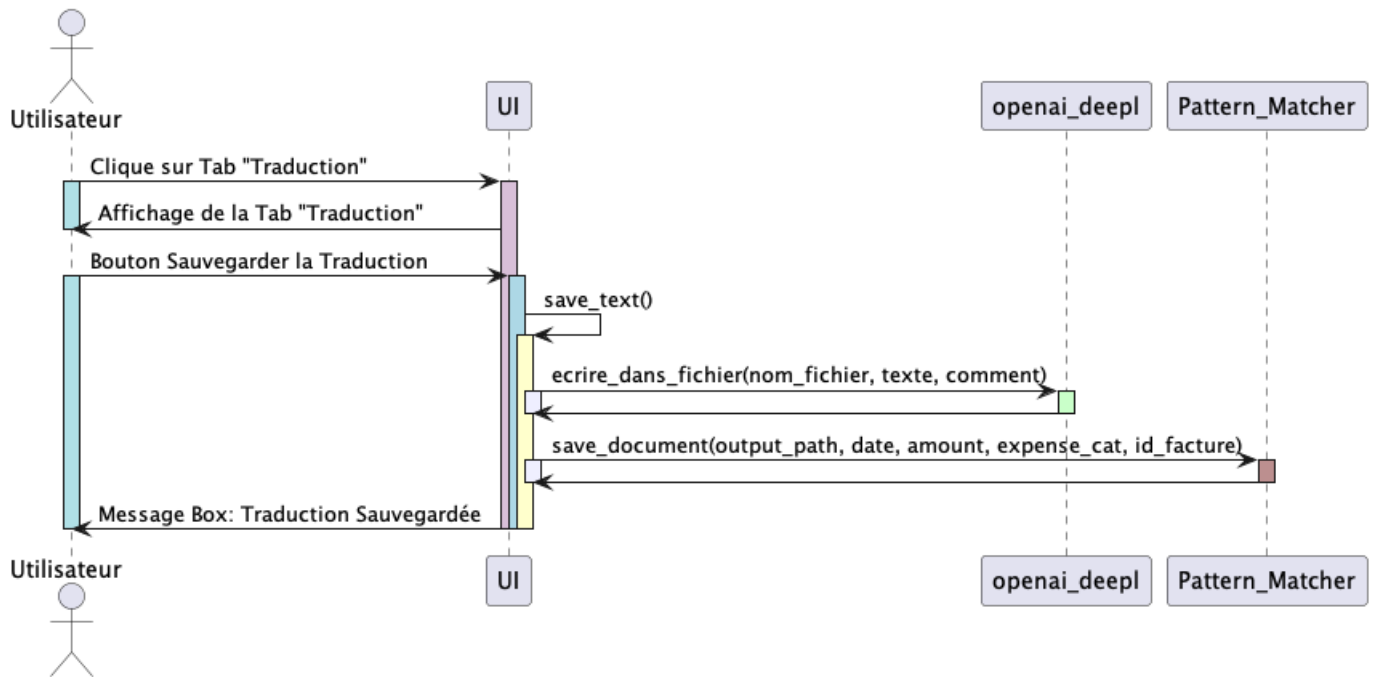 Utilisateur
UI
openai_deepl
Pattern_Matcher
Clique sur Tab "Traduction"
Affichage de la Tab "Traduction"
Bouton Sauvegarder la Traduction
save_text()
ecrire_dans_fichier(nom_fichier, texte, comment)
save_document(output_path, date, amount, expense_cat, id_facture)
Message Box: Traduction Sauvegardée
Utilisateur
UI
openai_deepl
Pattern_Matcher